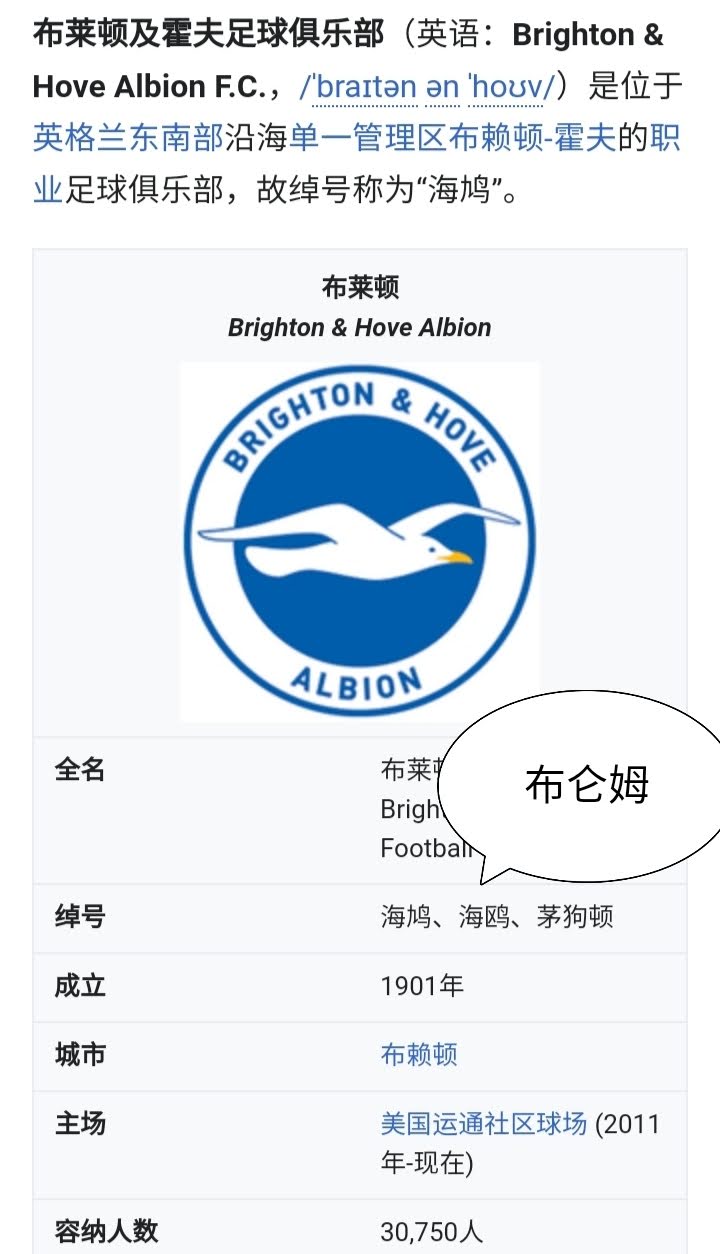 布莱顿及霍夫足球俱乐部（英语：Brighton &
Hove Albion F.C.，/ˈbraɪtən ən ˈhoʊv/）是位于
英格兰东南部沿海单一管理区布赖顿-霍夫的职
业足球俱乐部，故绰号称为“海鸠”。
布莱顿
Brighton & Hove Albion
BRIGHTON & HOVE
ALBION
全名
布莱
Brigh
Football
布仑姆
绰号
海鸠、海鸥、茅狗顿
成立
1901年
城市
布赖顿
主场
美国运通社区球场 (2011
年-现在)
容纳人数
30,750人